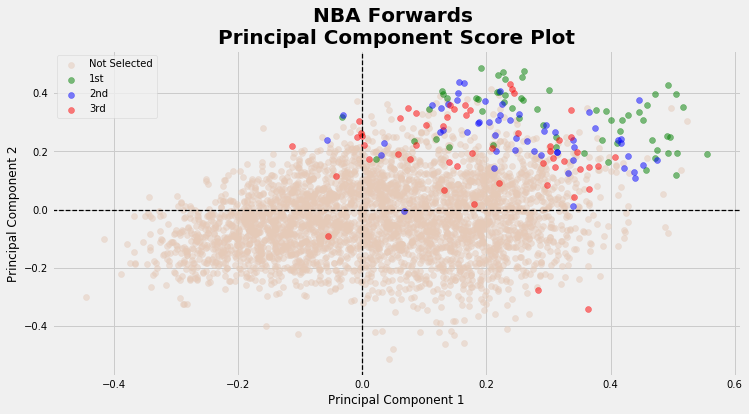 NBA Forwards
Principal Component Score Plot
Not Selected
1st
2nd
3rd
Principal Component 2
0.4
0.2
0.0
−0.2
−0.4
−0.4
−0.2
0.0
0.2
0.4
0.6
Principal Component 1